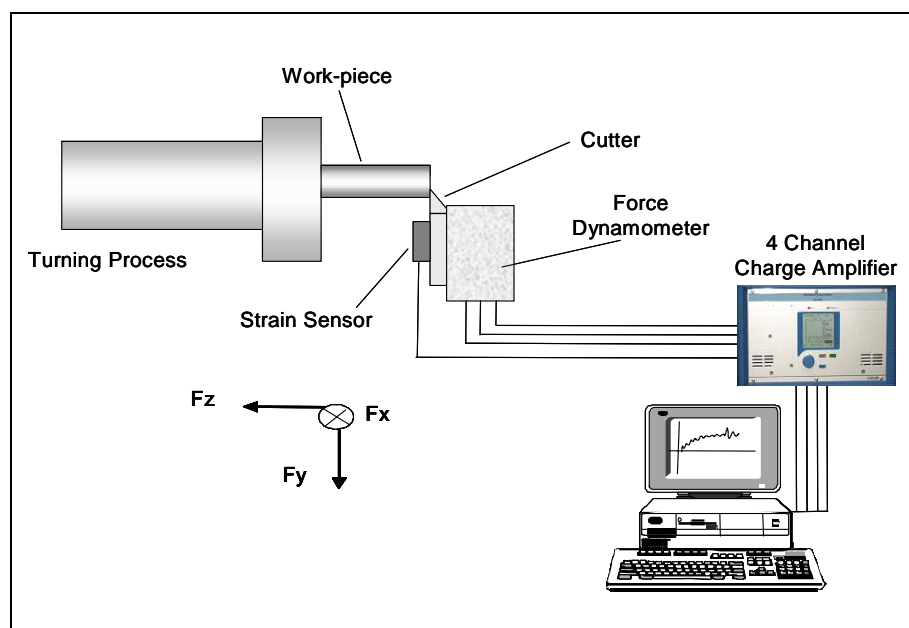 Work-piece
Cutter
Force
Dynamometer
4 Channel
Charge Amplifier
Turning Process
Strain Sensor
Fz
Fx
Fy